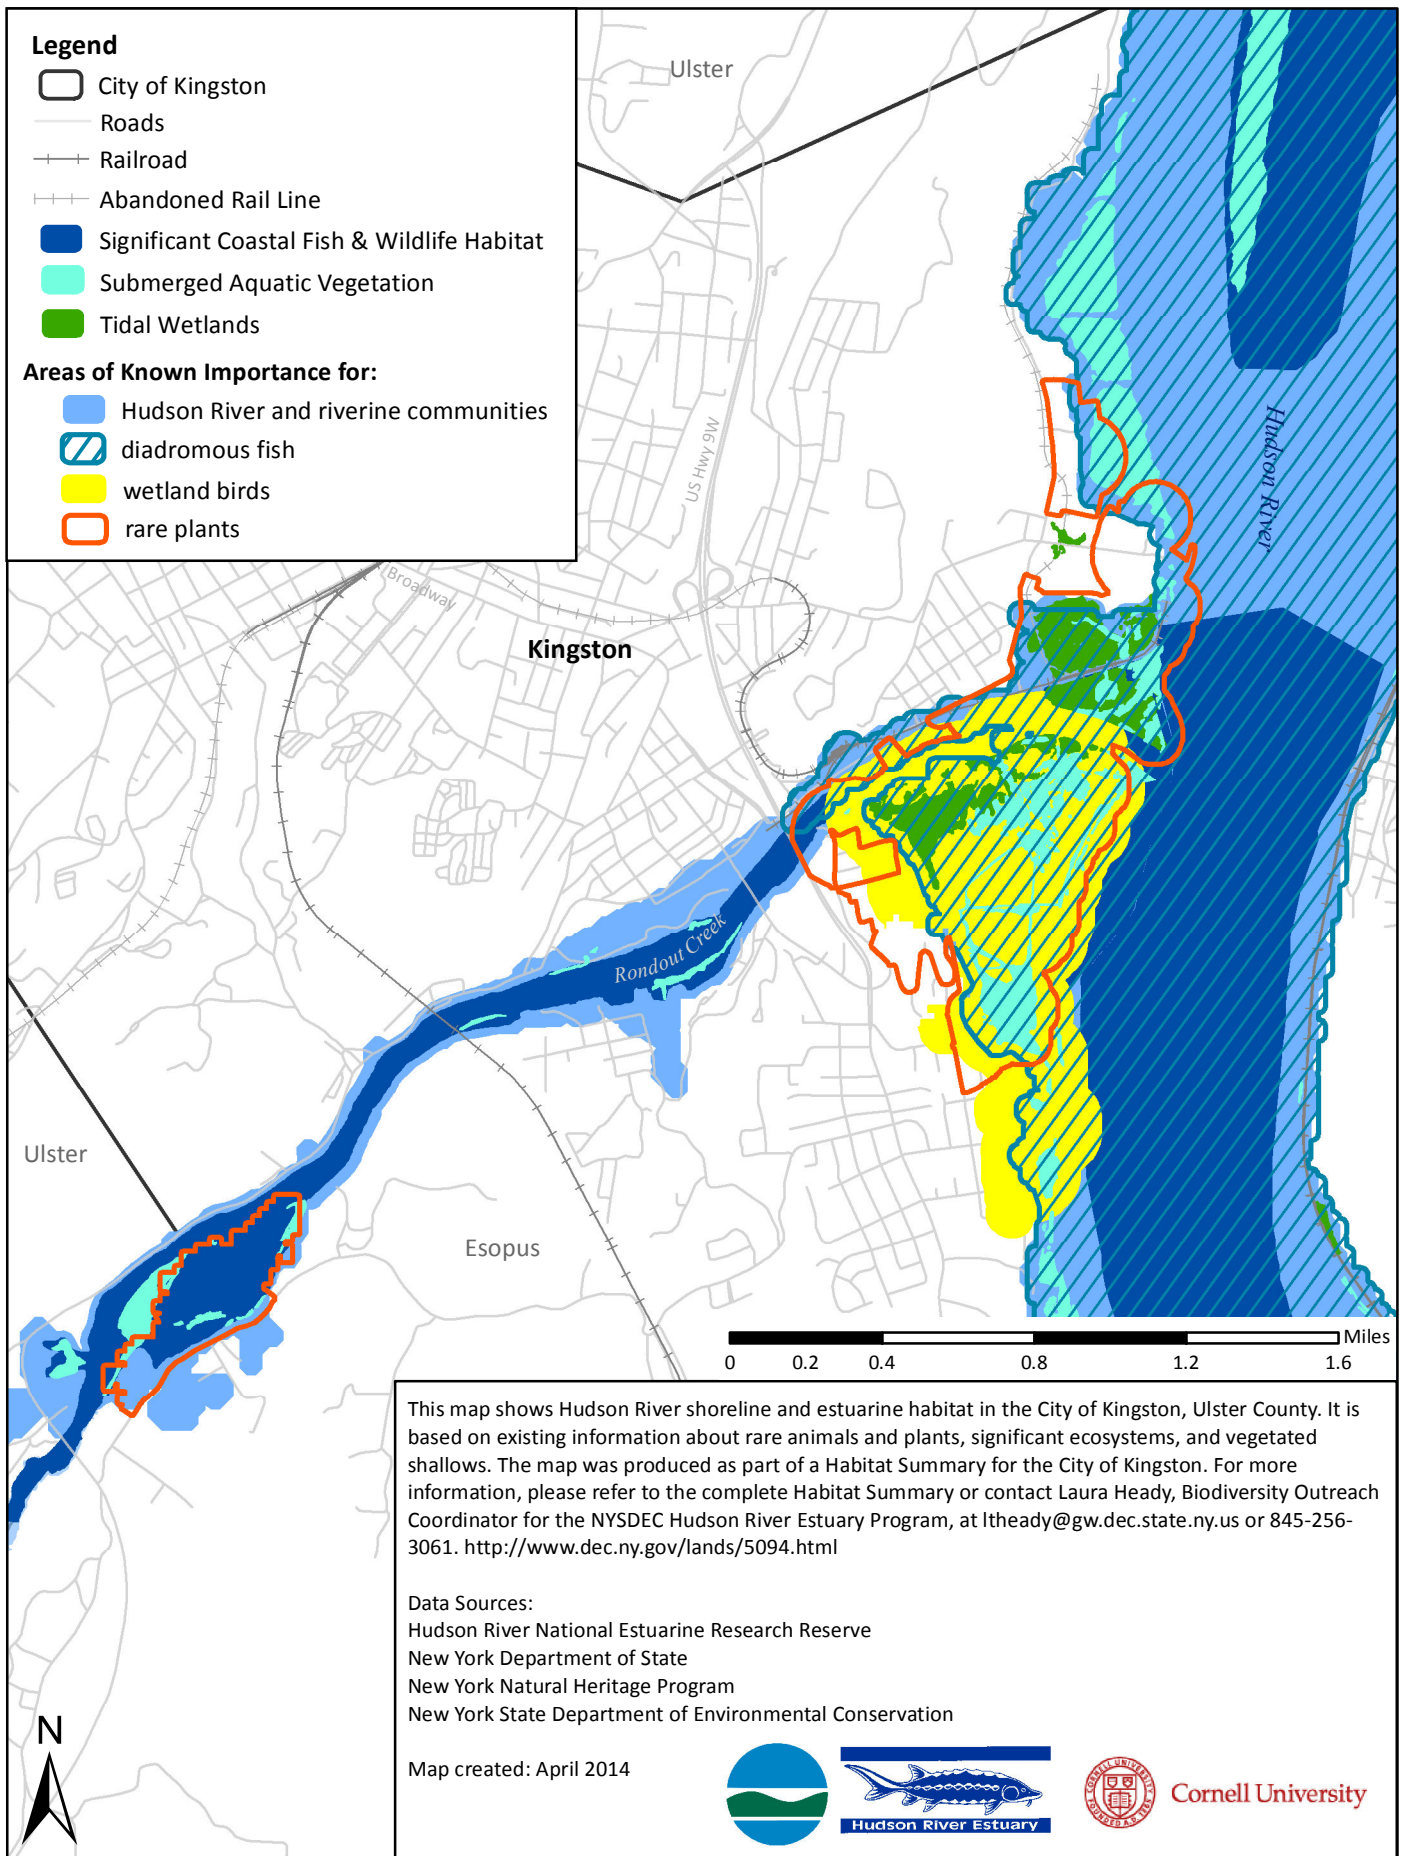 Legend
City of Kingston
Roads
Railroad
Abandoned Rail Line
Significant Coastal Fish & Wildlife Habitat
Submerged Aquatic Vegetation
Tidal Wetlands
Areas of Known Importance for:
Hudson River and riverine communities
diadromous fish
wetland birds
rare plants
Ulster
Hudson River
US Hwy 9W
Broadway
Kingston
Rondout Creek
Ulster
Esopus
Miles
0 0.2 0.4 0.8 1.2 1.6
This map shows Hudson River shoreline and estuarine habitat in the City of Kingston, Ulster County. It is
based on existing information about rare animals and plants, significant ecosystems, and vegetated
shallows. The map was produced as part of a Habitat Summary for the City of Kingston. For more
information, please refer to the complete Habitat Summary or contact Laura Heady, Biodiversity Outreach
Coordinator for the NYSDEC Hudson River Estuary Program, at ltheady@gw.dec.state.ny.us or 845-256-
3061. http://www.dec.ny.gov/lands/5094.html
Data Sources:
Hudson River National Estuarine Research Reserve
New York Department of State
New York Natural Heritage Program
New York State Department of Environmental Conservation
Map created: April 2014
N
Hudson River Estuary
CORNELL UNIVERSITY
FOUNDED A.D. 1865
Cornell University